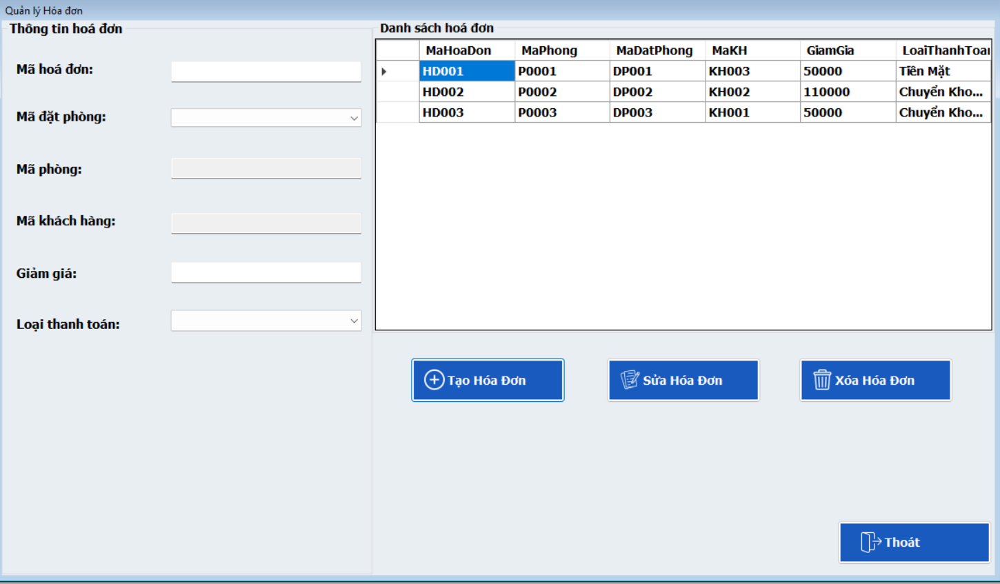 Quản lý Hóa đơn
Thông tin hoá đơn
Mã hoá đơn:
Mã đặt phòng:
Mã phòng:
Mã khách hàng:
Giảm giá:
Loại thanh toán:
Danh sách hoá đơn
MaHoaDon MaPhong MaDatPhong MaKH GiamGia LoaiThanhToan
HD001 P0001 DP001 KH003 50000 Tiền Mặt
HD002 P0002 DP002 KH002 110000 Chuyển Kho...
HD003 P0003 DP003 KH001 50000 Chuyển Kho...
Tạo Hóa Đơn Sửa Hóa Đơn Xóa Hóa Đơn
Thoát